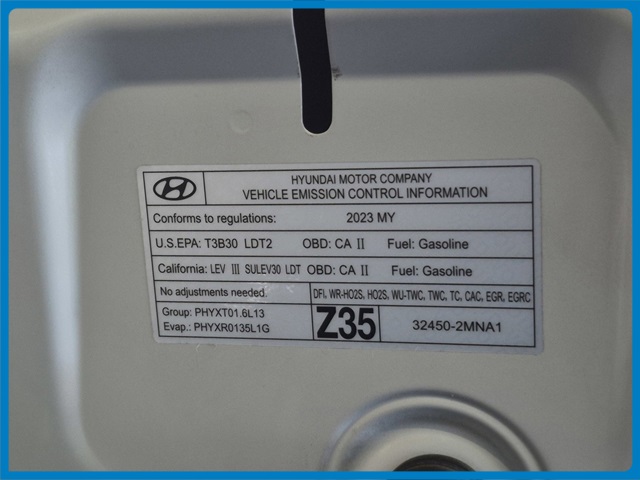 HYUNDAI MOTOR COMPANY
VEHICLE EMISSION CONTROL INFORMATION
Conforms to regulations: 2023 MY
U.S.EPA: T3B30 LDT2 OBD: CA II Fuel: Gasoline
California: LEV III SULEV30 LDT OBD: CA II Fuel: Gasoline
No adjustments needed.
DFI, WR-HO2S, HO2S, WU-TWC, TWC, TC, CAC, EGR, EGRC
Group: PHYXT01.6L13
Evap.: PHYXR0135L1G
Z35
32450-2MNA1